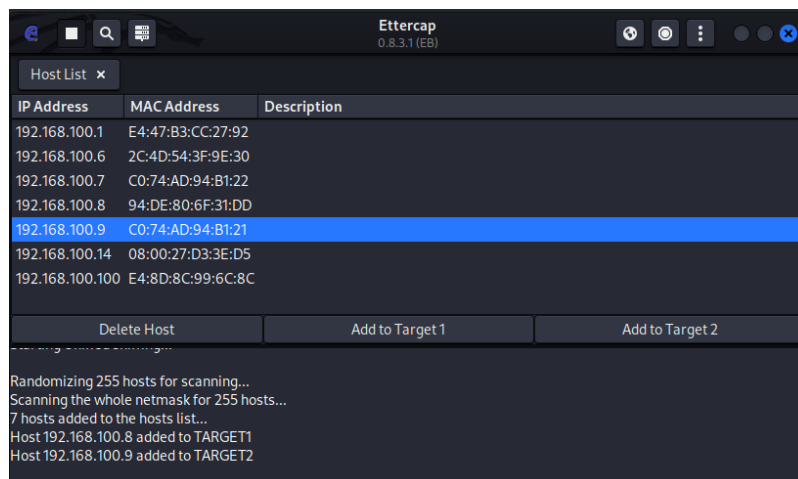 Ettercap
0.8.3.1 (EB)
Host List ×
IP Address MAC Address Description
192.168.100.1 E4:47:B3:CC:27:92
192.168.100.6 2C:4D:54:3F:9E:30
192.168.100.7 C0:74:AD:94:B1:22
192.168.100.8 94:DE:80:6F:31:DD
192.168.100.9 C0:74:AD:94:B1:21
192.168.100.14 08:00:27:D3:3E:D5
192.168.100.100 E4:8D:8C:99:6C:8C
Delete Host Add to Target 1 Add to Target 2
Randomizing 255 hosts for scanning...
Scanning the whole netmask for 255 hosts...
7 hosts added to the hosts list...
Host 192.168.100.8 added to TARGET1
Host 192.168.100.9 added to TARGET2